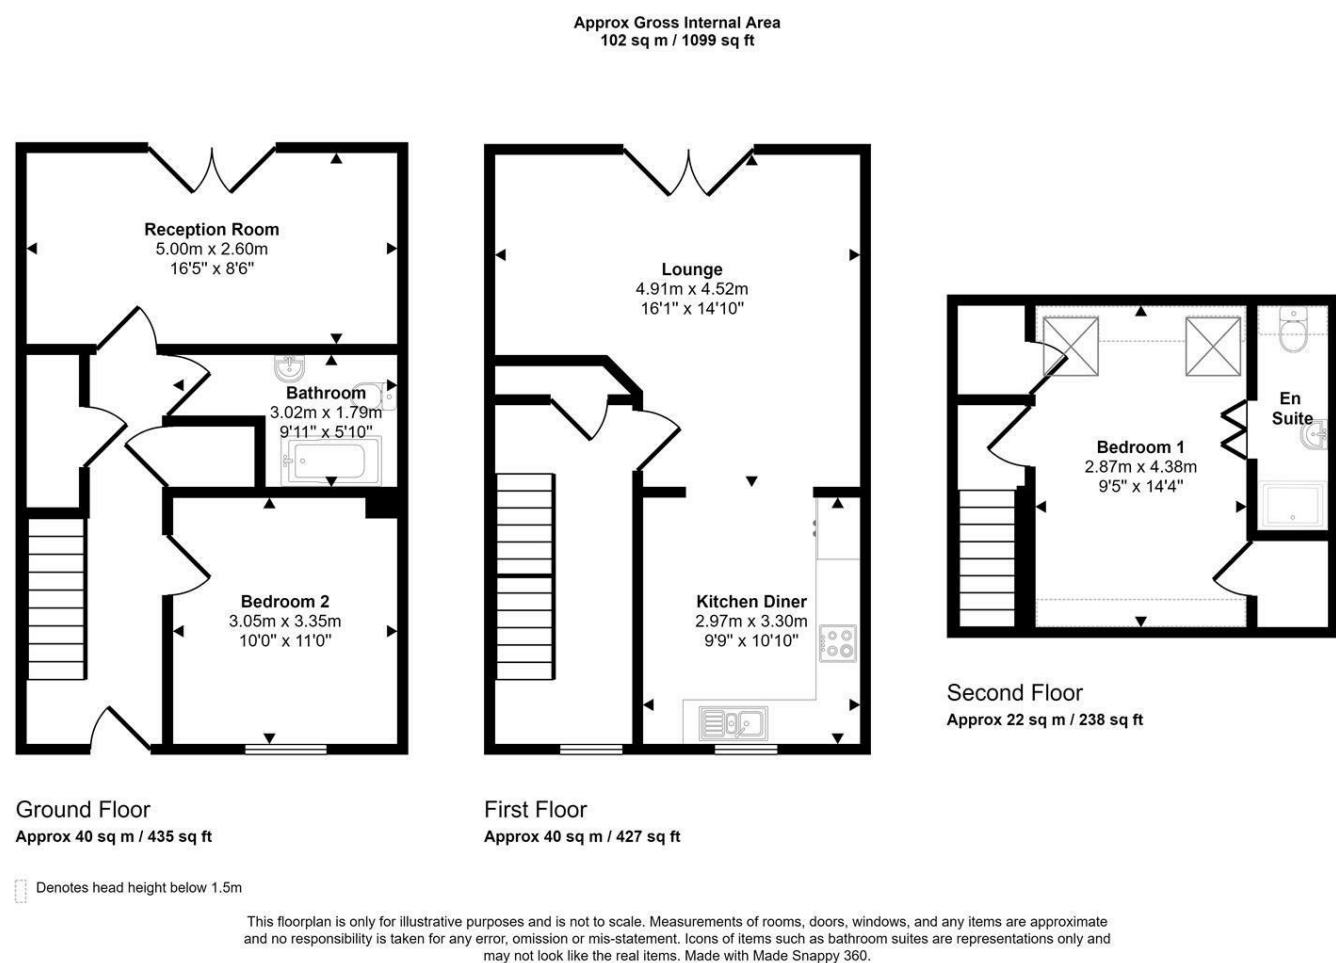 Approx Gross Internal Area
102 sq m / 1099 sq ft
Reception Room
5.00m x 2.60m
16'5" x 8'6"
Bathroom
3.02m x 1.79m
9'11" x 5'10"
Bedroom 2
3.05m x 3.35m
10'0" x 11'0"
Ground Floor
Approx 40 sq m / 435 sq ft
Lounge
4.91m x 4.52m
16'1" x 14'10"
Kitchen Diner
2.97m x 3.30m
9'9" x 10'10"
First Floor
Approx 40 sq m / 427 sq ft
En
Suite
Bedroom 1
2.87m x 4.38m
9'5" x 14'4"
Second Floor
Approx 22 sq m / 238 sq ft
Denotes head height below 1.5m
This floorplan is only for illustrative purposes and is not to scale. Measurements of rooms, doors, windows, and any items are approximate
and no responsibility is taken for any error, omission or mis-statement. Icons of items such as bathroom suites are representations only and
may not look like the real items. Made with Made Snappy 360.